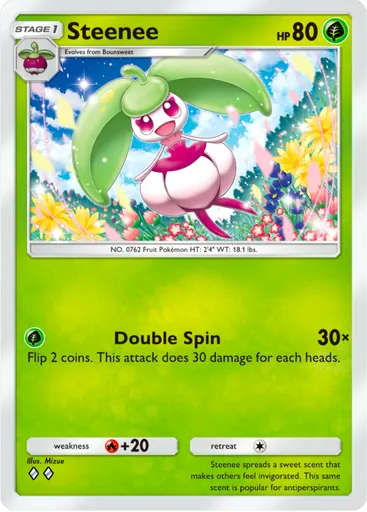 STAGE 1
Steenee
HP 80
Evolves from Bounsweet
NO. 0762 Fruit Pokémon HT: 2'4" WT: 18.1 lbs.
Double Spin 30×
Flip 2 coins. This attack does 30 damage for each heads.
weakness +20 retreat
Illus. Mizue
Steenee spreads a sweet scent that
makes others feel invigorated. This same
scent is popular for antiperspirants.